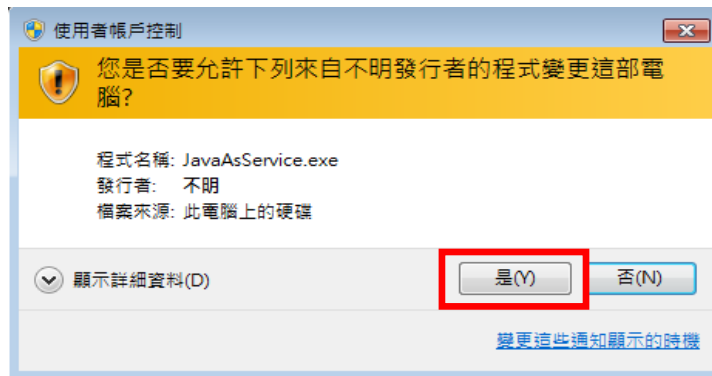 使用者帳戶控制
您是否要允許下列來自不明發行者的程式變更這部電
腦?
程式名稱: JavaAsService.exe
發行者: 不明
檔案來源: 此電腦上的硬碟
顯示詳細資料(D)
是(Y)
否(N)
變更這些通知顯示的時機